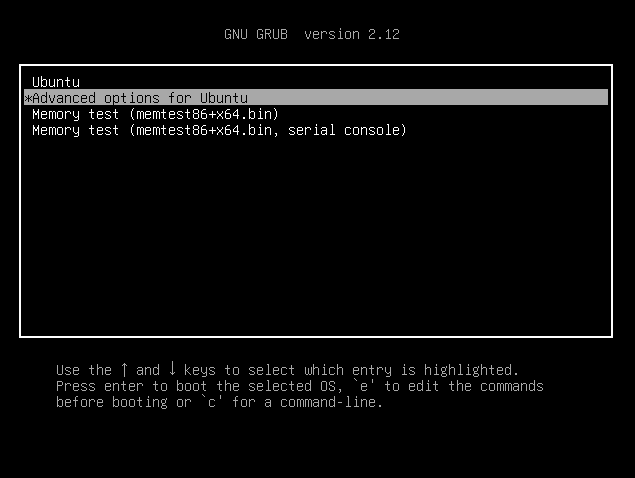 GNU GRUB  version 2.12
Ubuntu
*Advanced options for Ubuntu
Memory test (memtest86+x64.bin)
Memory test (memtest86+x64.bin, serial console)
Use the ↑ and ↓ keys to select which entry is highlighted.
Press enter to boot the selected OS, `e' to edit the commands
before booting or `c' for a command-line.